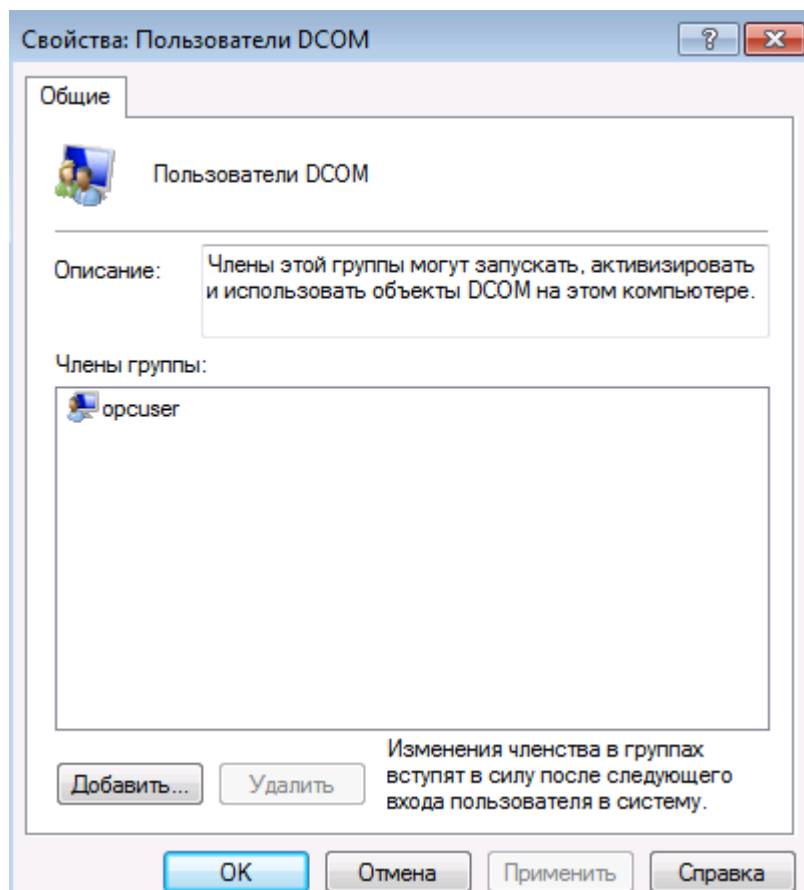 Свойства: Пользователи DCOM
Общие
Пользователи DCOM
Описание:
Члены этой группы могут запускать, активизировать
и использовать объекты DCOM на этом компьютере.
Члены группы:
opcuser
Добавить...
Удалить
Изменения членства в группах
вступят в силу после следующего
входа пользователя в систему.
ОК
Отмена
Применить
Справка